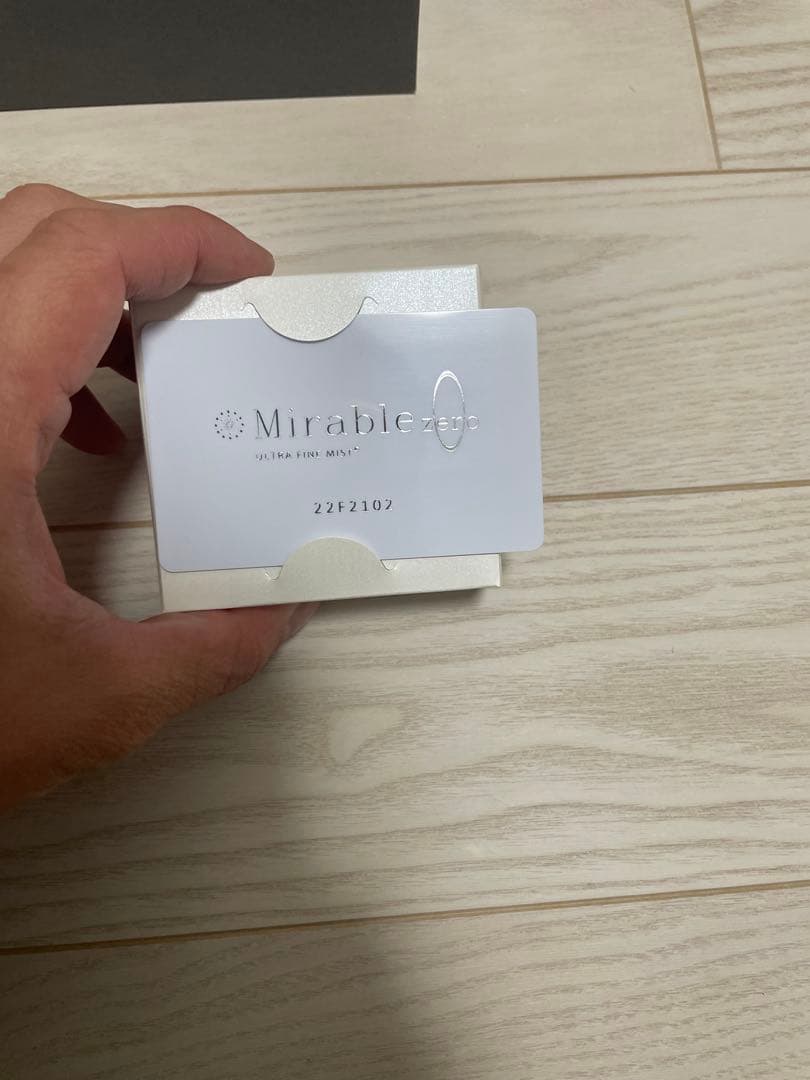 Mirable zero
ULTRA FINE MIST+
22F2102